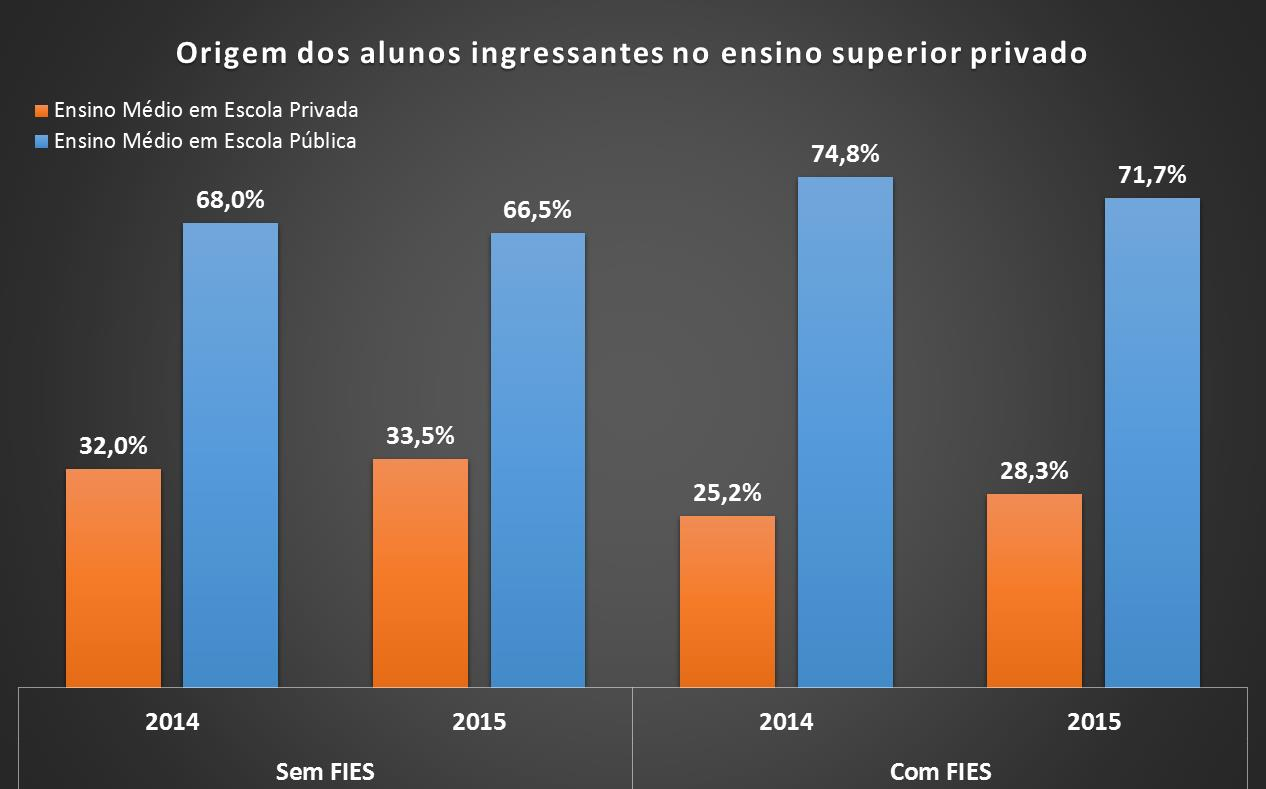 Origem dos alunos ingressantes no ensino superior privado
Ensino Médio em Escola Privada
Ensino Médio em Escola Pública
32,0%
68,0%
33,5%
66,5%
25,2%
74,8%
28,3%
71,7%
2014
2015
2014
2015
Sem FIES
Com FIES